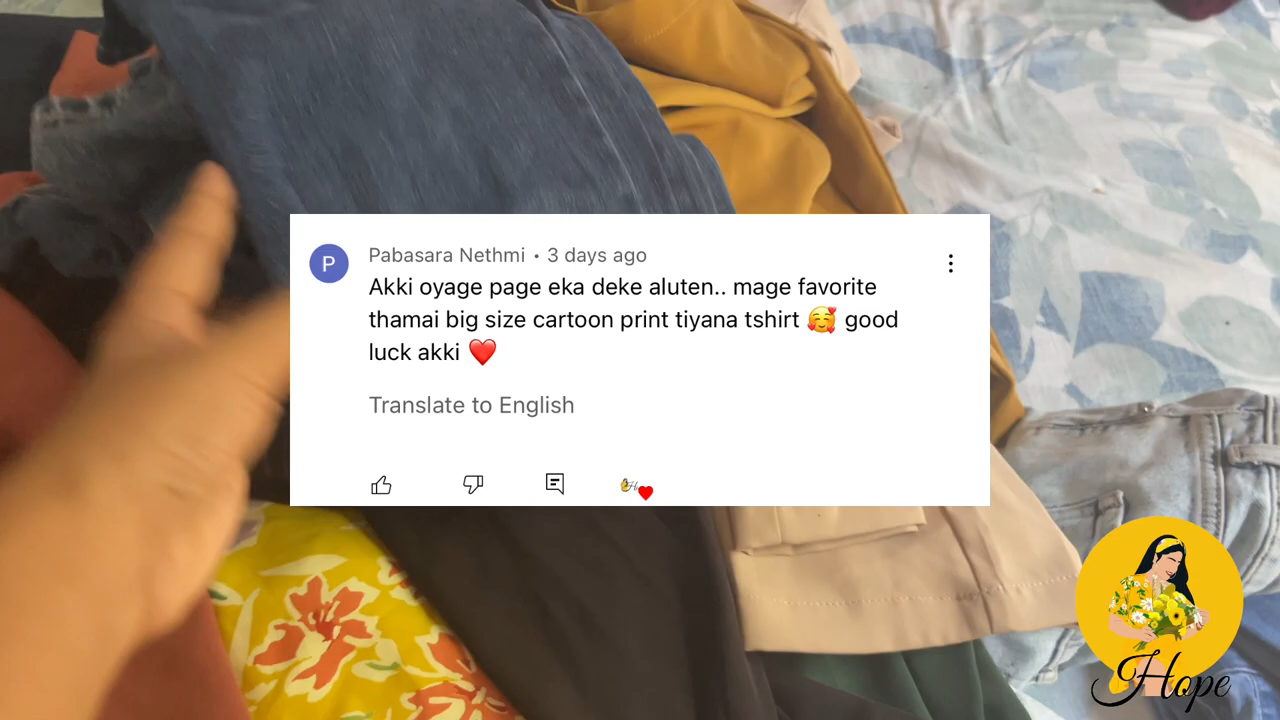 P
Pabasara Nethmi • 3 days ago
Akki oyage page eka deke aluten.. mage favorite
thamai big size cartoon print tiyana tshirt 🥰 good
luck akki ❤️
Translate to English
Hope